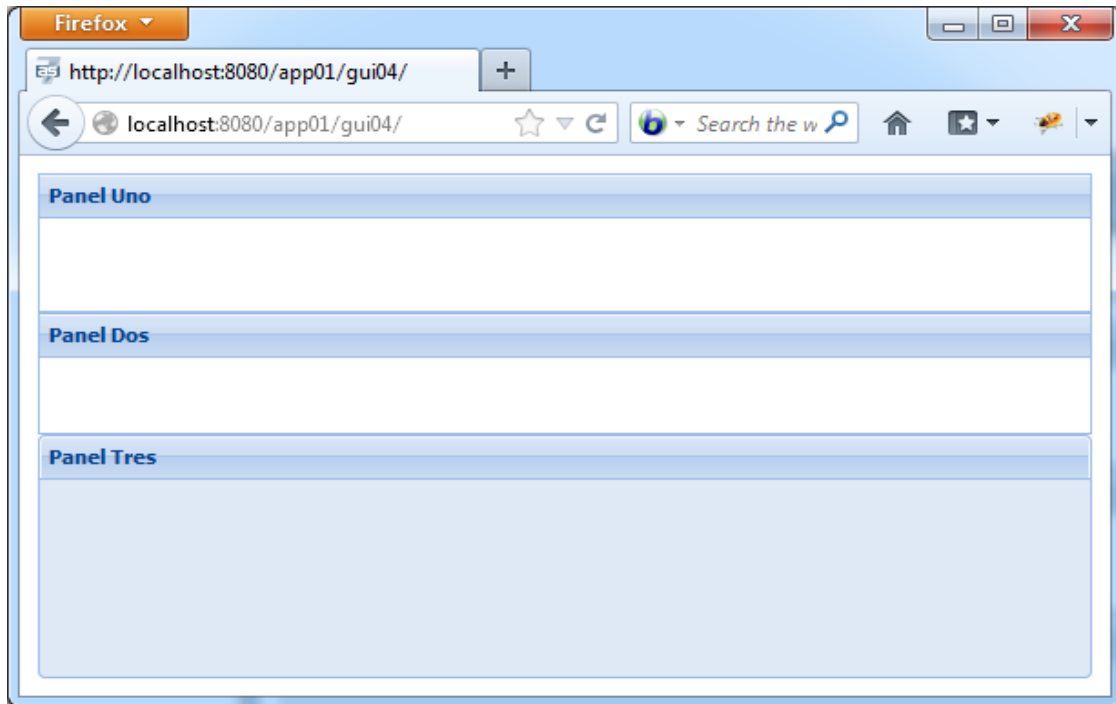 Firefox
http://localhost:8080/app01/gui04/
localhost:8080/app01/gui04/
Search the w
Panel Uno
Panel Dos
Panel Tres